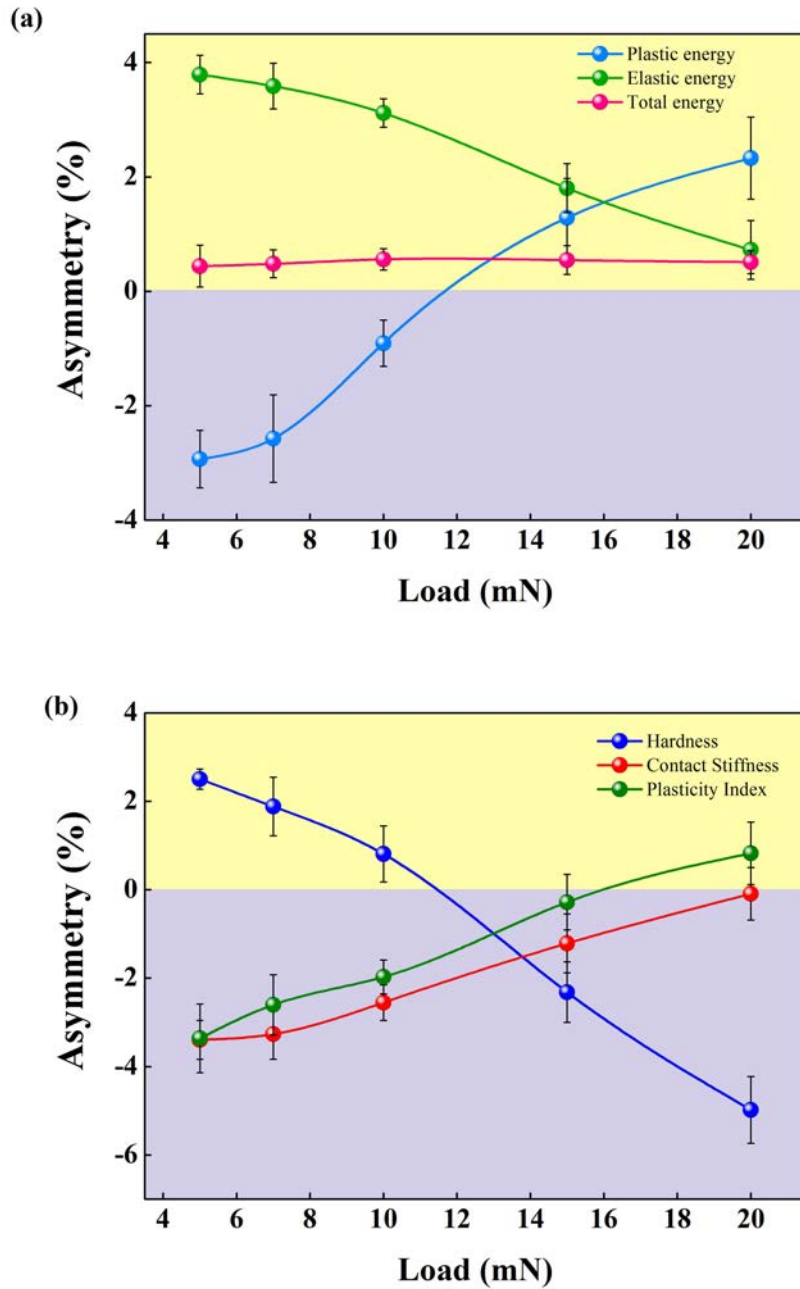 (a)
4
2
0
-2
-4
Asymmetry (%)
Plastic energy
Elastic energy
Total energy
4 6 8 10 12 14 16 18 20
Load (mN)
(b)
4
2
0
-2
-4
-6
Asymmetry (%)
Hardness
Contact Stiffness
Plasticity Index
4 6 8 10 12 14 16 18 20
Load (mN)